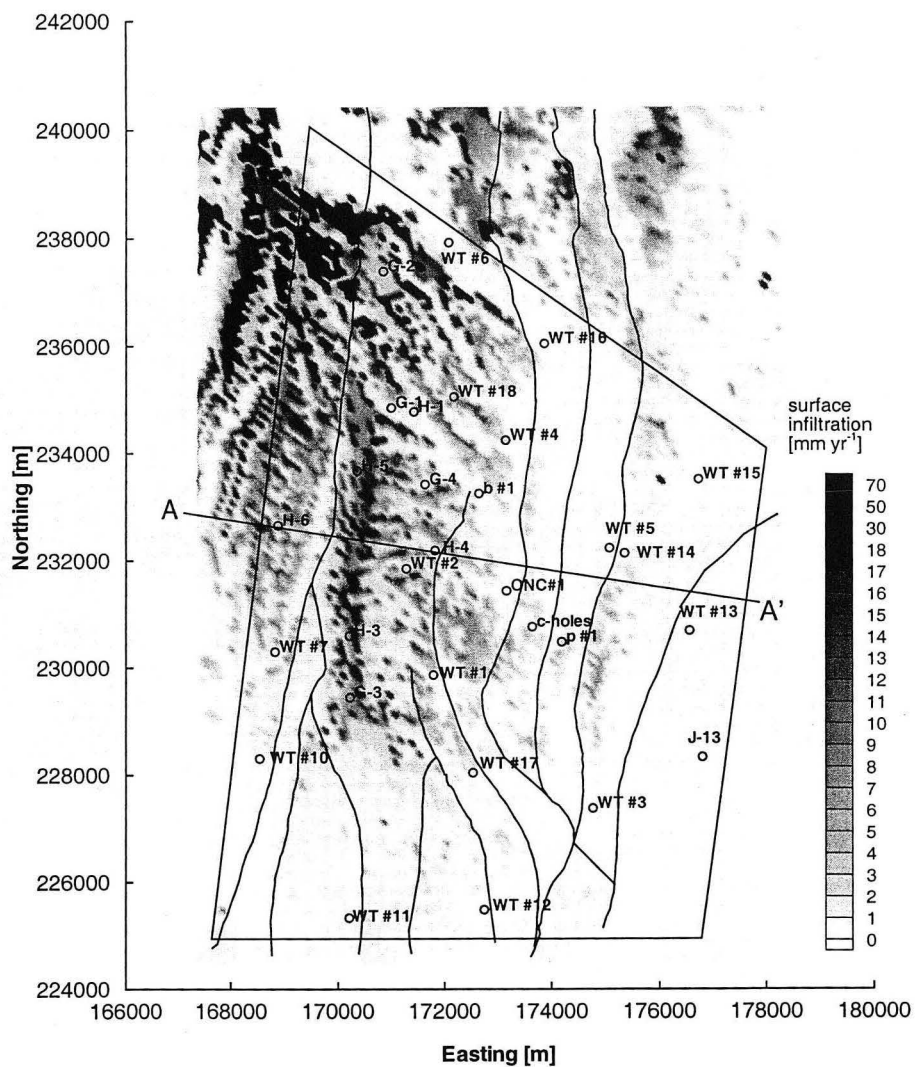 242000
240000
238000
236000
234000
232000
230000
228000
226000
224000
Northing [m]
166000 168000 170000 172000 174000 176000 178000 180000
Easting [m]
WT #6
G-2
WT #16
WT #18
G-1
H-1
WT #4
WT #15
G-4
b #1
A
H-6
WT #5
H-4
WT #14
WT #2
ONC#1
A'
WT #13
c-holes
p #1
H-3
WT #7
WT #1
G-3
J-13
WT #10
WT #17
WT #3
WT #12
WT #11
surface
infiltration
[mm yr-1]
70
50
30
18
17
16
15
14
13
12
11
10
9
8
7
6
5
4
3
2
1
0